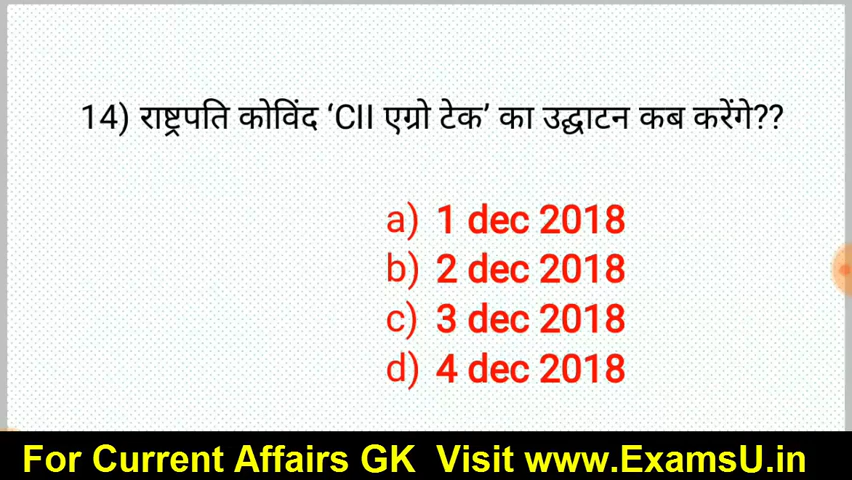 14) राष्ट्रपति कोविंद ‘CII एग्रो टेक’ का उद्घाटन कब करेंगे??
a) 1 dec 2018
b) 2 dec 2018
c) 3 dec 2018
d) 4 dec 2018
For Current Affairs GK Visit www.ExamsU.in